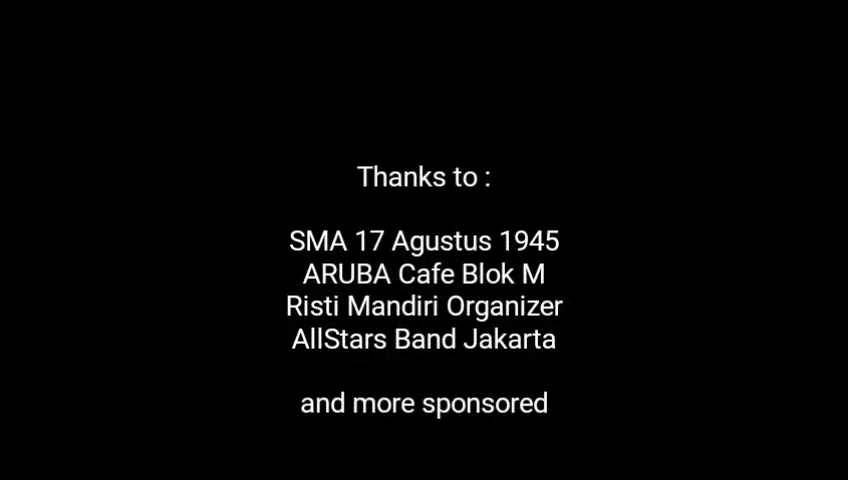 Thanks to :
SMA 17 Agustus 1945
ARUBA Cafe Blok M
Risti Mandiri Organizer
AllStars Band Jakarta
and more sponsored